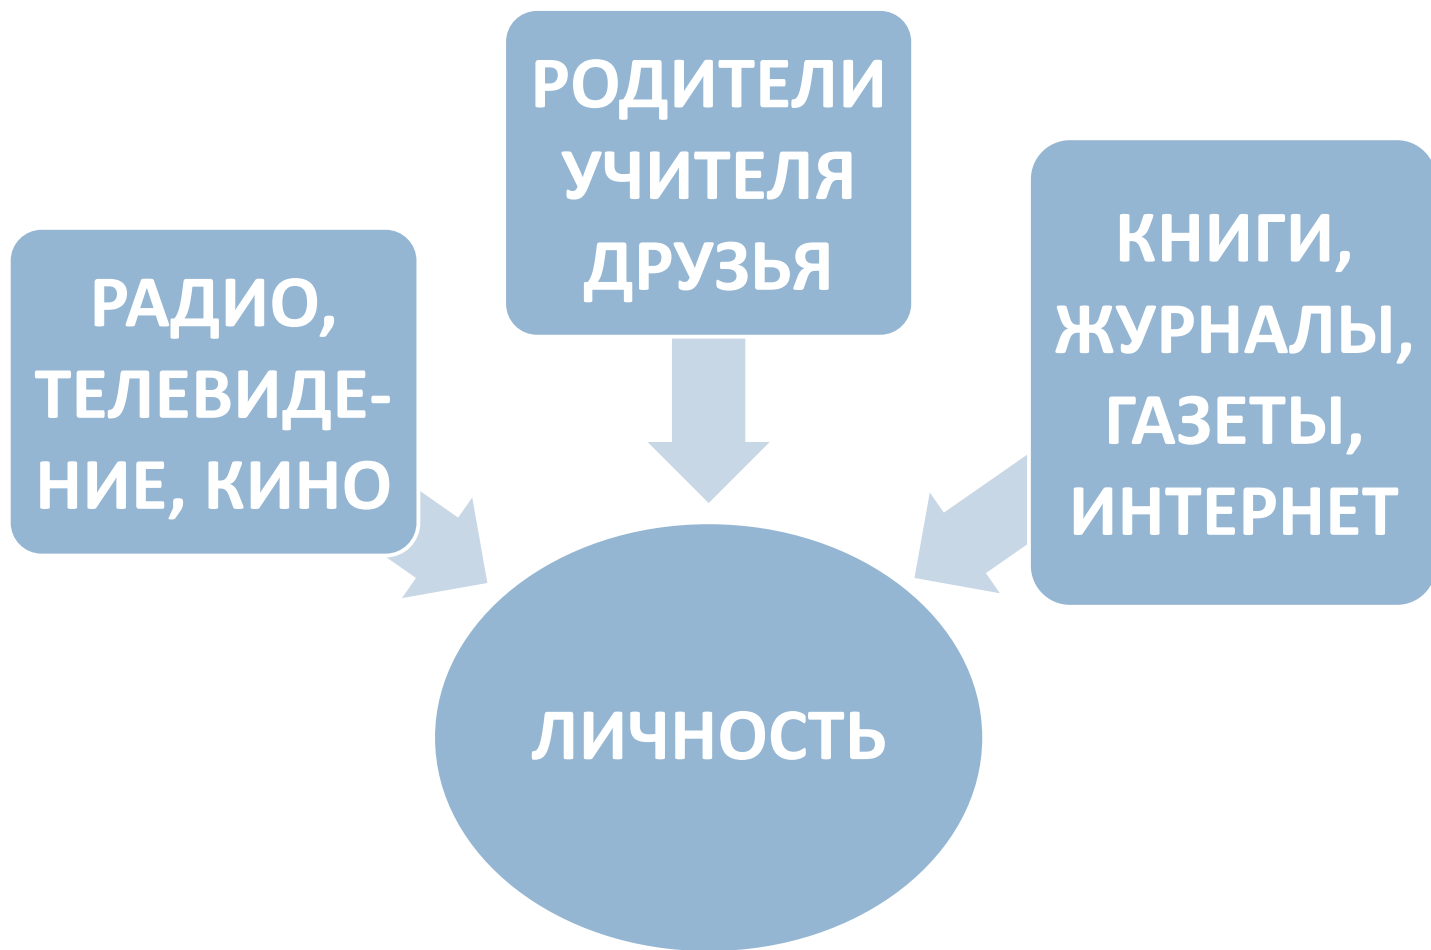 РОДИТЕЛИ
УЧИТЕЛЯ
ДРУЗЬЯ
РАДИО,
ТЕЛЕВИДЕ-
НИЕ, КИНО
КНИГИ,
ЖУРНАЛЫ,
ГАЗЕТЫ,
ИНТЕРНЕТ
ЛИЧНОСТЬ